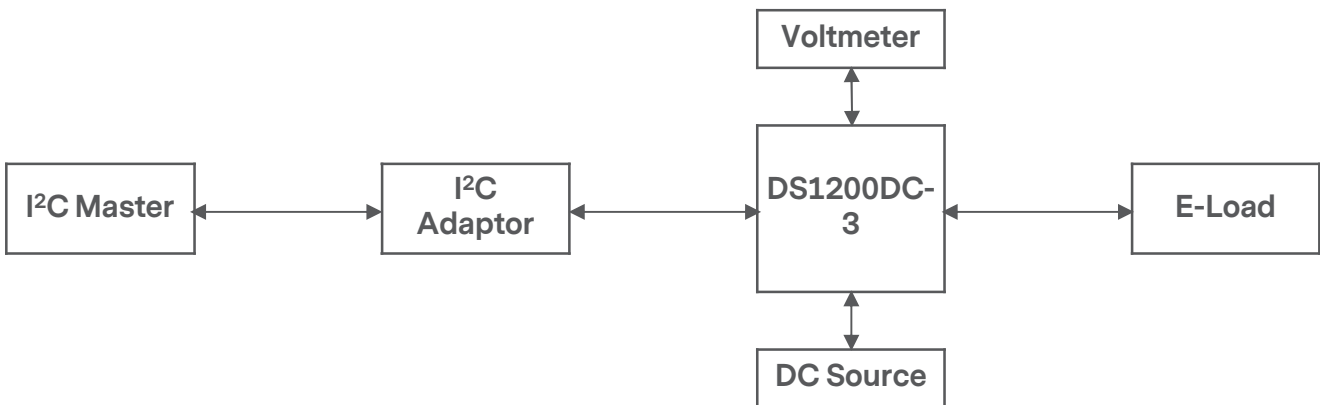 Voltmeter
I²C Master
I²C
Adaptor
DS1200DC-
3
E-Load
DC Source